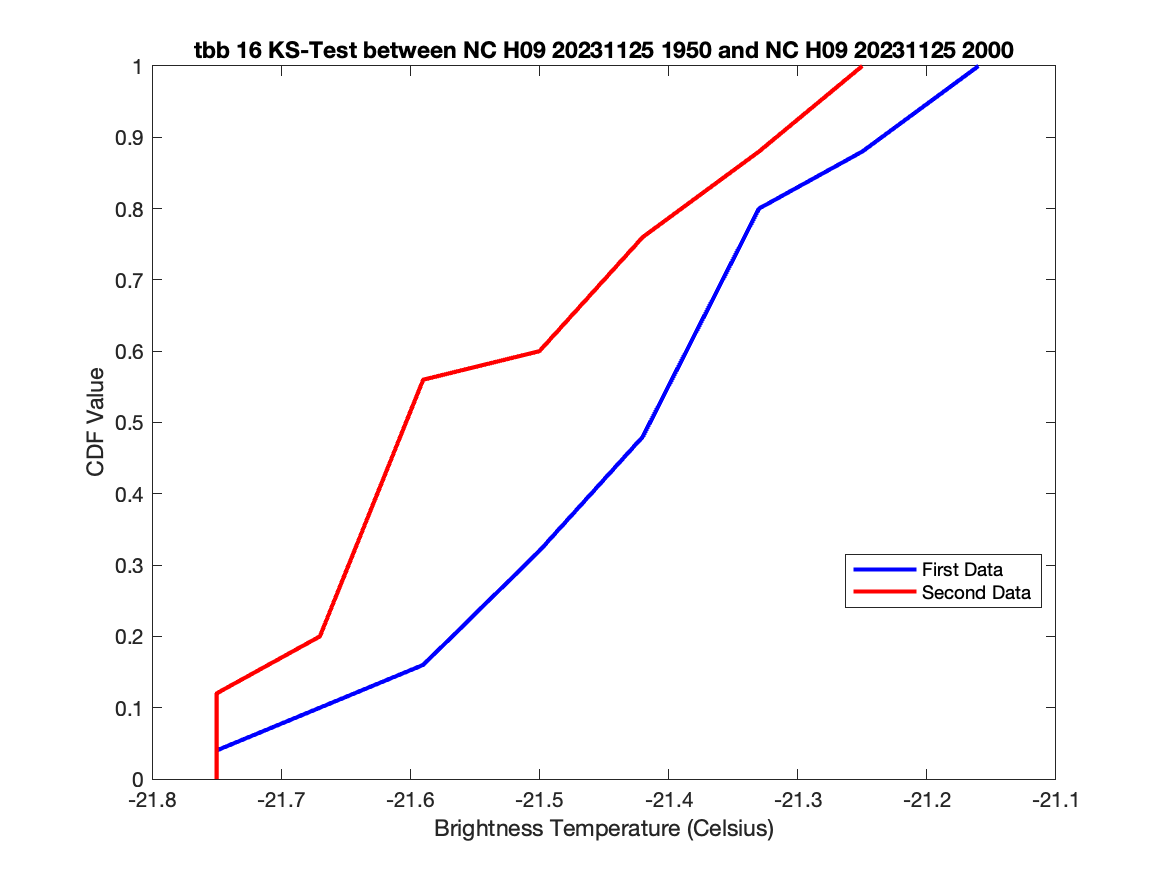 tbb 16 KS-Test between NC H09 20231125 1950 and NC H09 20231125 2000
1
0.9
0.8
0.7
0.6
0.5
0.4
0.3
0.2
0.1
0
CDF Value
First Data
Second Data
-21.8 -21.7 -21.6 -21.5 -21.4 -21.3 -21.2 -21.1
Brightness Temperature (Celsius)